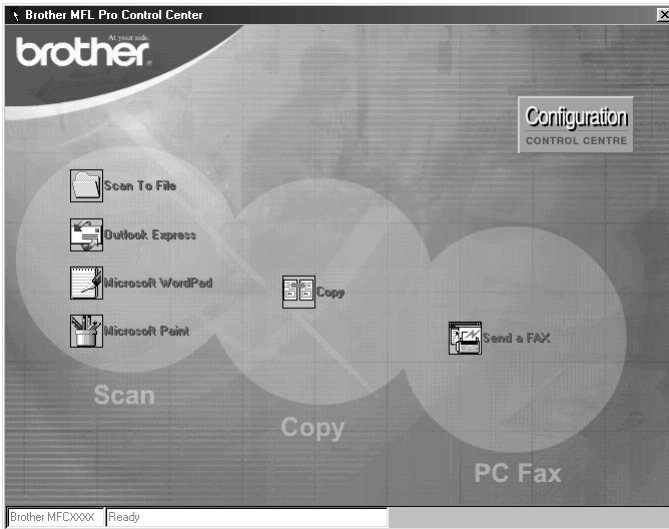 Brother MFL Pro Control Center
At your side.
brother®
Configuration
CONTROL CENTRE
Scan To File
Outlook Express
Microsoft WordPad
Microsoft Paint
Copy
Send a FAX
Scan
Copy
PC Fax
Brother MFCXXXX
Ready